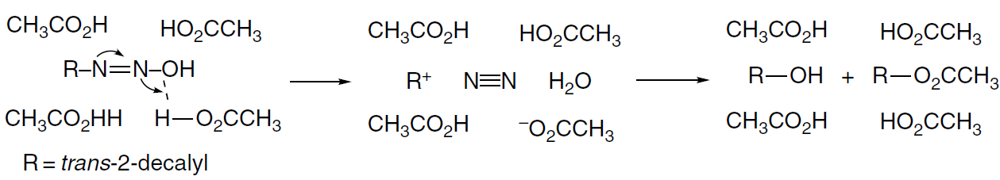 CH₃CO₂H HO₂CCH₃ CH₃CO₂H HO₂CCH₃ CH₃CO₂H HO₂CCH₃
R–N=N–OH R⁺ N≡N H₂O R—OH + R—O₂CCH₃
CH₃CO₂HH H—O₂CCH₃ CH₃CO₂H ⁻O₂CCH₃ CH₃CO₂H HO₂CCH₃
R = trans-2-decalyl